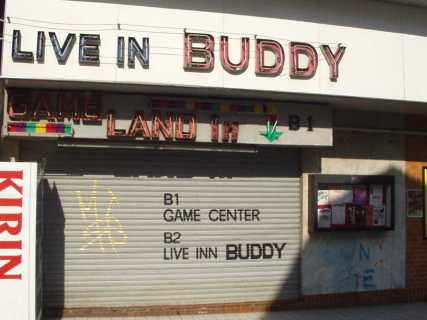 LIVE IN BUDDY
GAME
LAND in B1
B1
GAME CENTER
B2
LIVE INN BUDDY
KIRIN